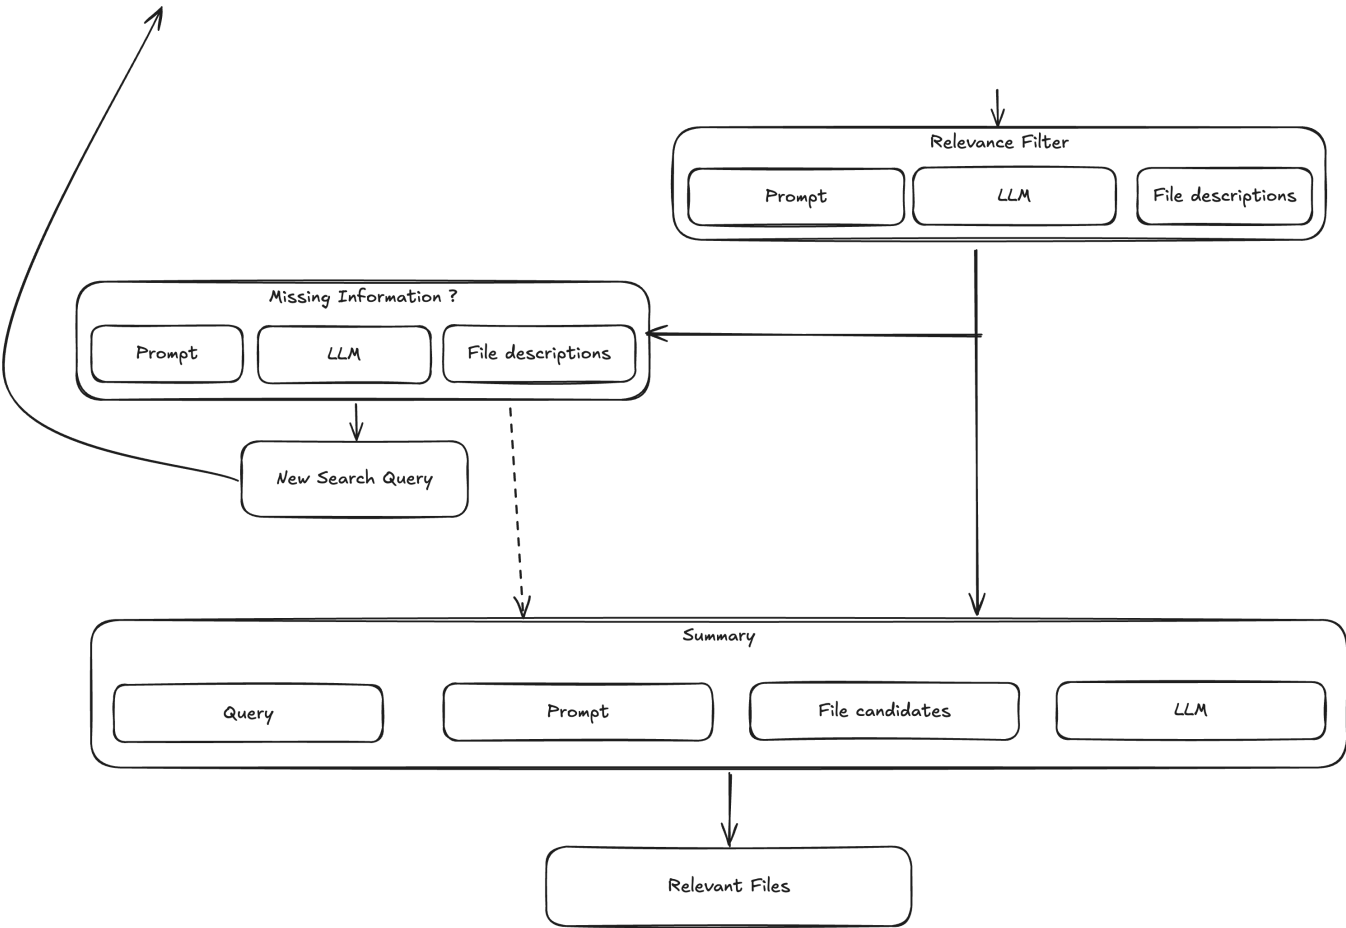 Relevance Filter
Prompt
LLM
File descriptions
Missing Information ?
Prompt
LLM
File descriptions
New Search Query
Summary
Query
Prompt
File candidates
LLM
Relevant Files